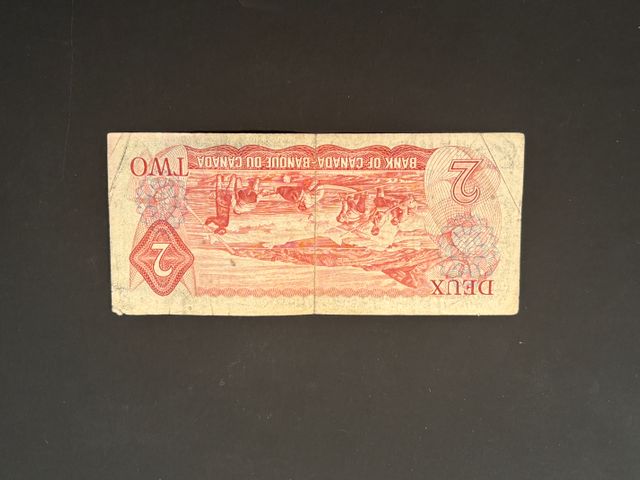 DEUX
2
2
BANK OF CANADA-BANQUE DU CANADA
TWO